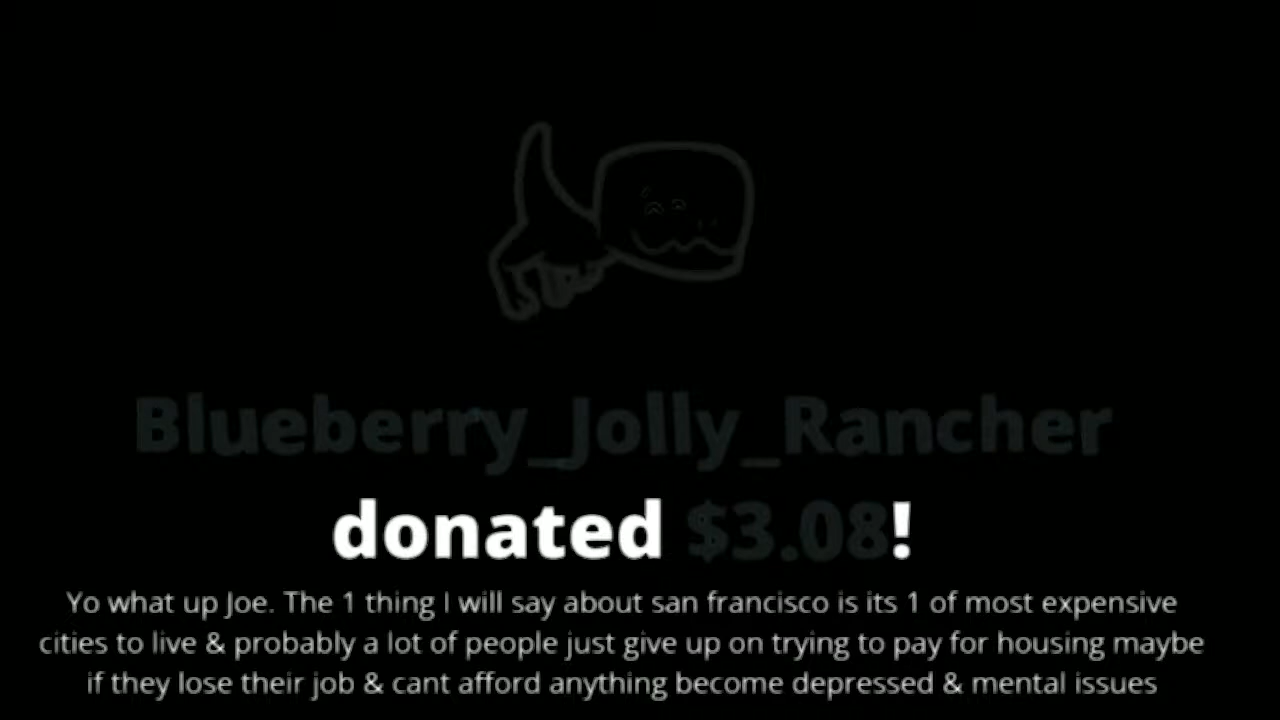 Blueberry_Jolly_Rancher
donated $3.08!
Yo what up Joe. The 1 thing I will say about san francisco is its 1 of most expensive
cities to live & probably a lot of people just give up on trying to pay for housing maybe
if they lose their job & cant afford anything become depressed & mental issues